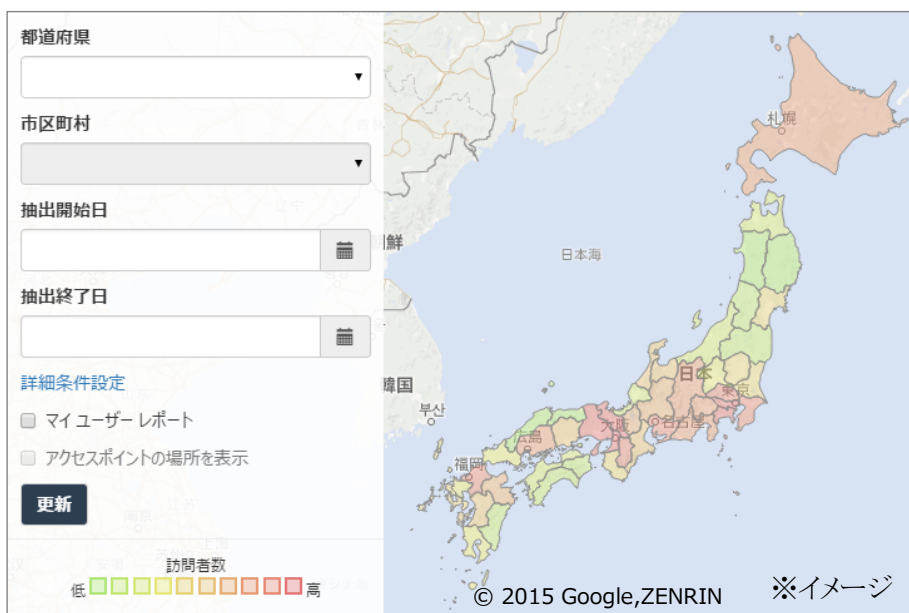 都道府県
市区町村
抽出開始日
抽出終了日
詳細条件設定
マイ ユーザー レポート
アクセスポイントの場所を表示
更新
訪問者数
低
高
札幌
鮮
日本海
日本
東京
韓国
부산
名古屋
大阪
広島
福岡
© 2015 Google,ZENRIN
※イメージ